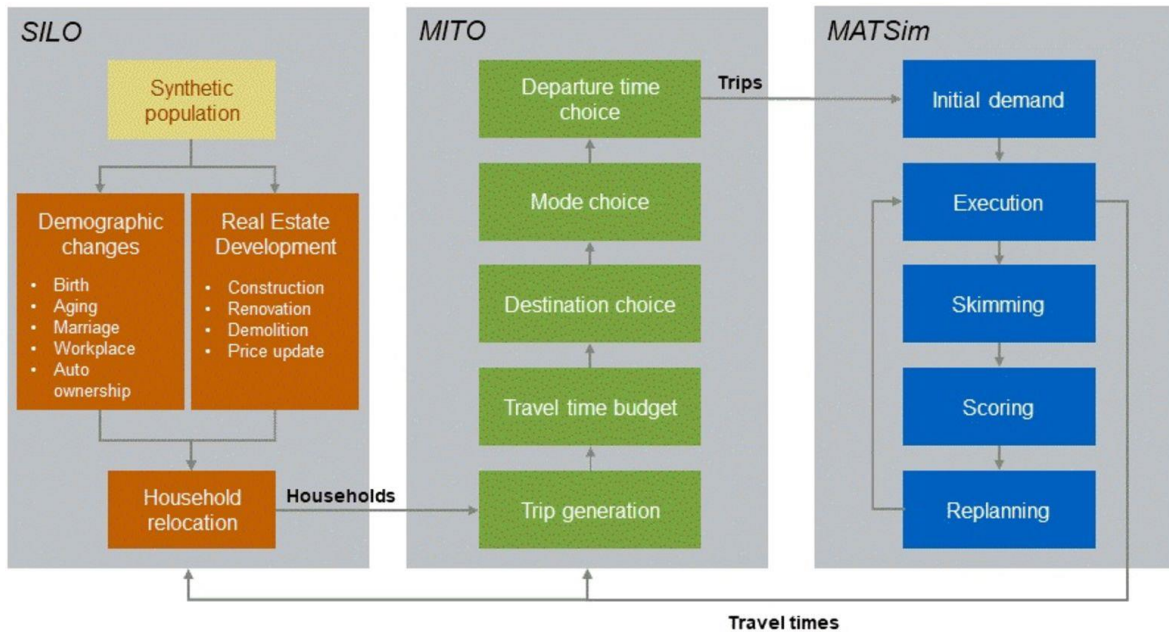 SILO
Synthetic
population
Demographic
changes
• Birth
• Aging
• Marriage
• Workplace
• Auto
ownership
Real Estate
Development
• Construction
• Renovation
• Demolition
• Price update
Household
relocation
Households
MITO
Departure time
choice
Mode choice
Destination choice
Travel time budget
Trip generation
Trips
MATSim
Initial demand
Execution
Skimming
Scoring
Replanning
Travel times